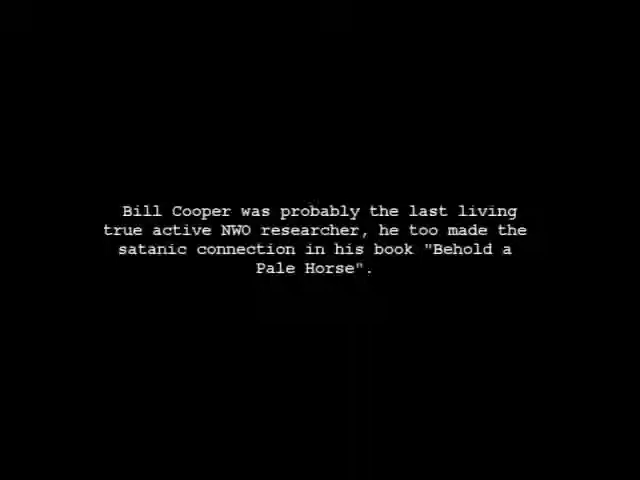 Bill Cooper was probably the last living
true active NWO researcher, he too made the
satanic connection in his book "Behold a
Pale Horse".